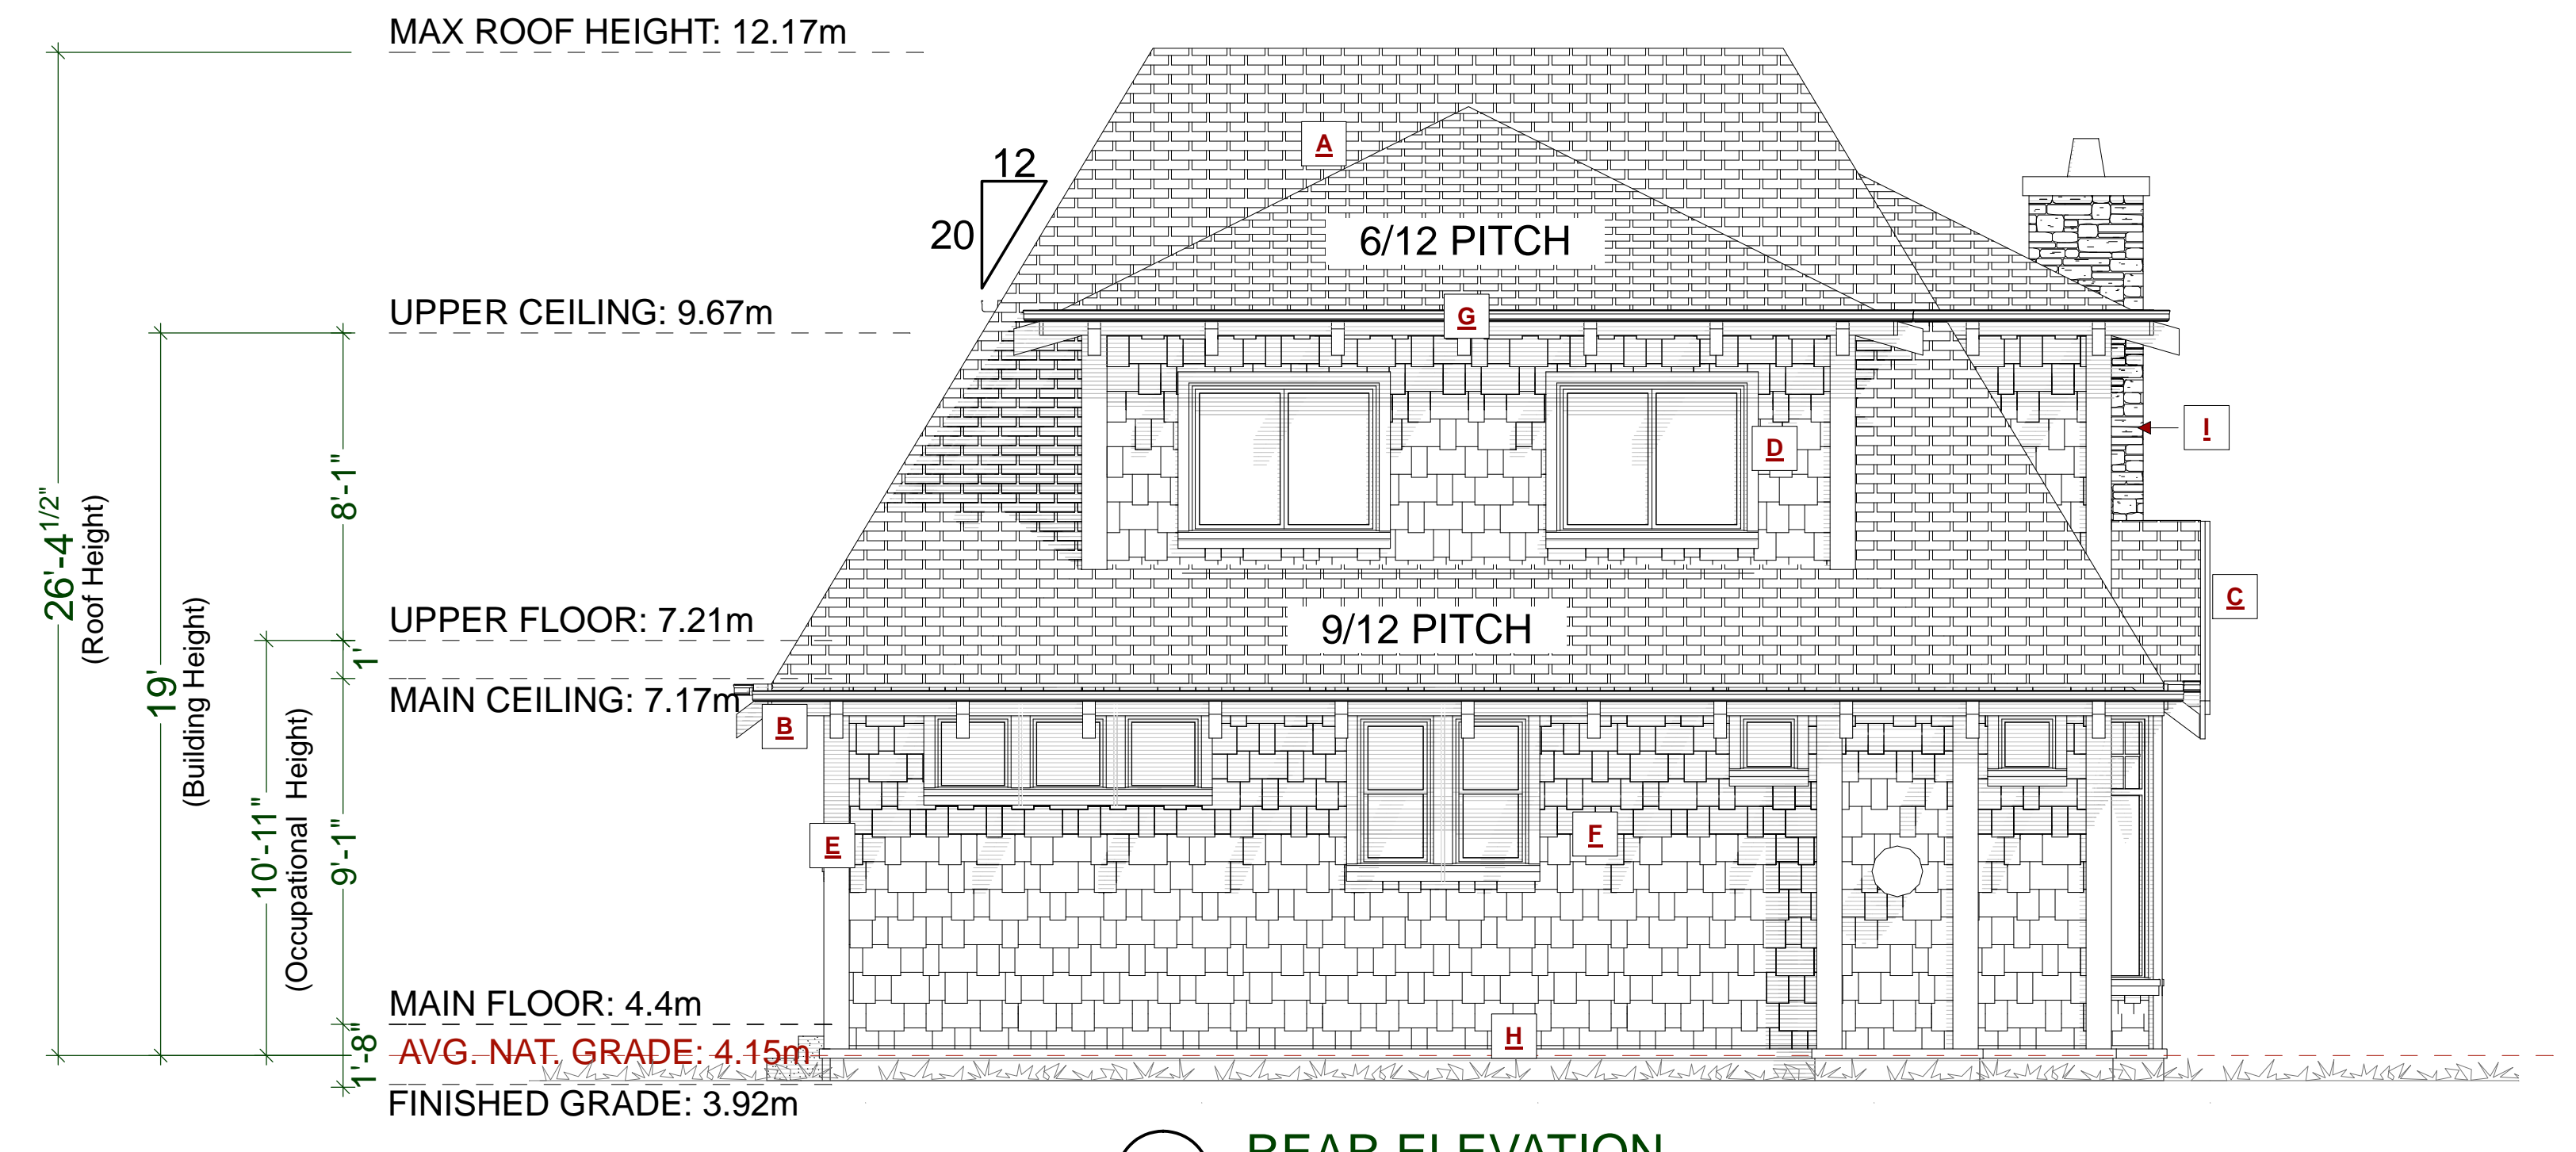 MAX ROOF HEIGHT: 12.17m
A
12
20
6/12 PITCH
UPPER CEILING: 9.67m
G
I
D
8'-1"
26'-4 1/2"
(Roof Height)
C
UPPER FLOOR: 7.21m
9/12 PITCH
1'
19'
(Building Height)
MAIN CEILING: 7.17m
B
E
F
10'-11"
(Occupational Height)
9'-1"
MAIN FLOOR: 4.4m
H
AVG. NAT. GRADE: 4.15m
1'-8"
FINISHED GRADE: 3.92m
REAR ELEVATION